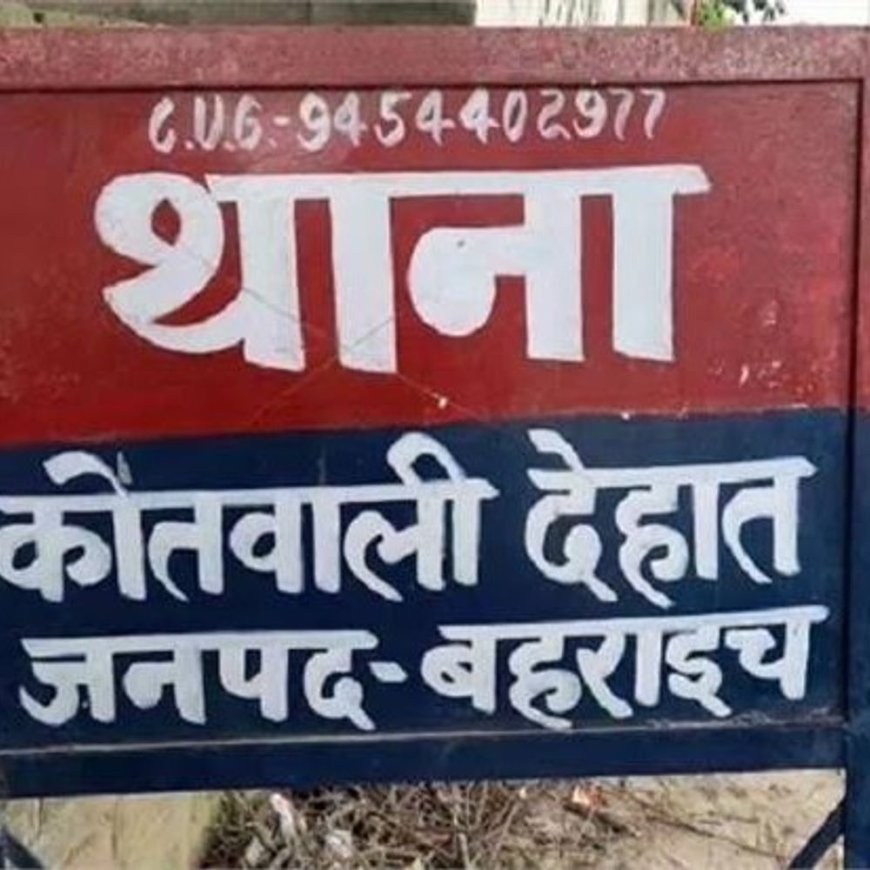 C.U.G.-9454402977
थाना
कोतवाली देहात
जनपद-बहराइच